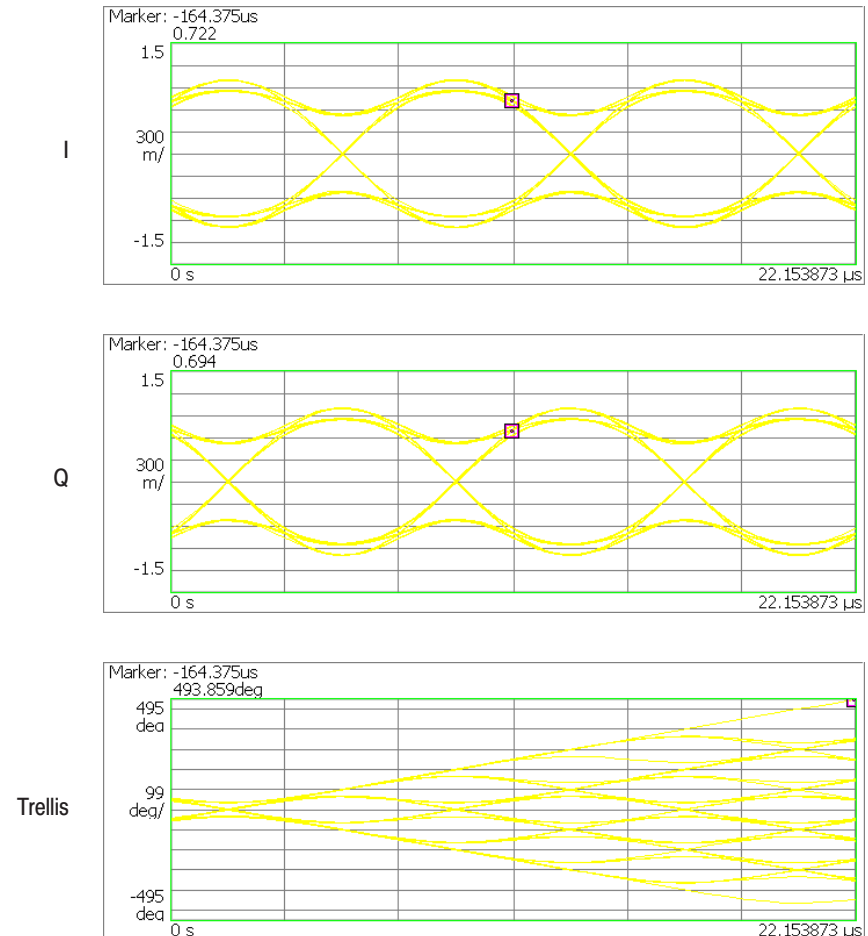 Marker: -164.375us
0.722
1.5
I
300
m/
-1.5
0 s
22.153873 µs
Marker: -164.375us
0.694
1.5
Q
300
m/
-1.5
0 s
22.153873 µs
Marker: -164.375us
493.859deg
495
deg
Trellis
99
deg/
-495
deg
0 s
22.153873 µs